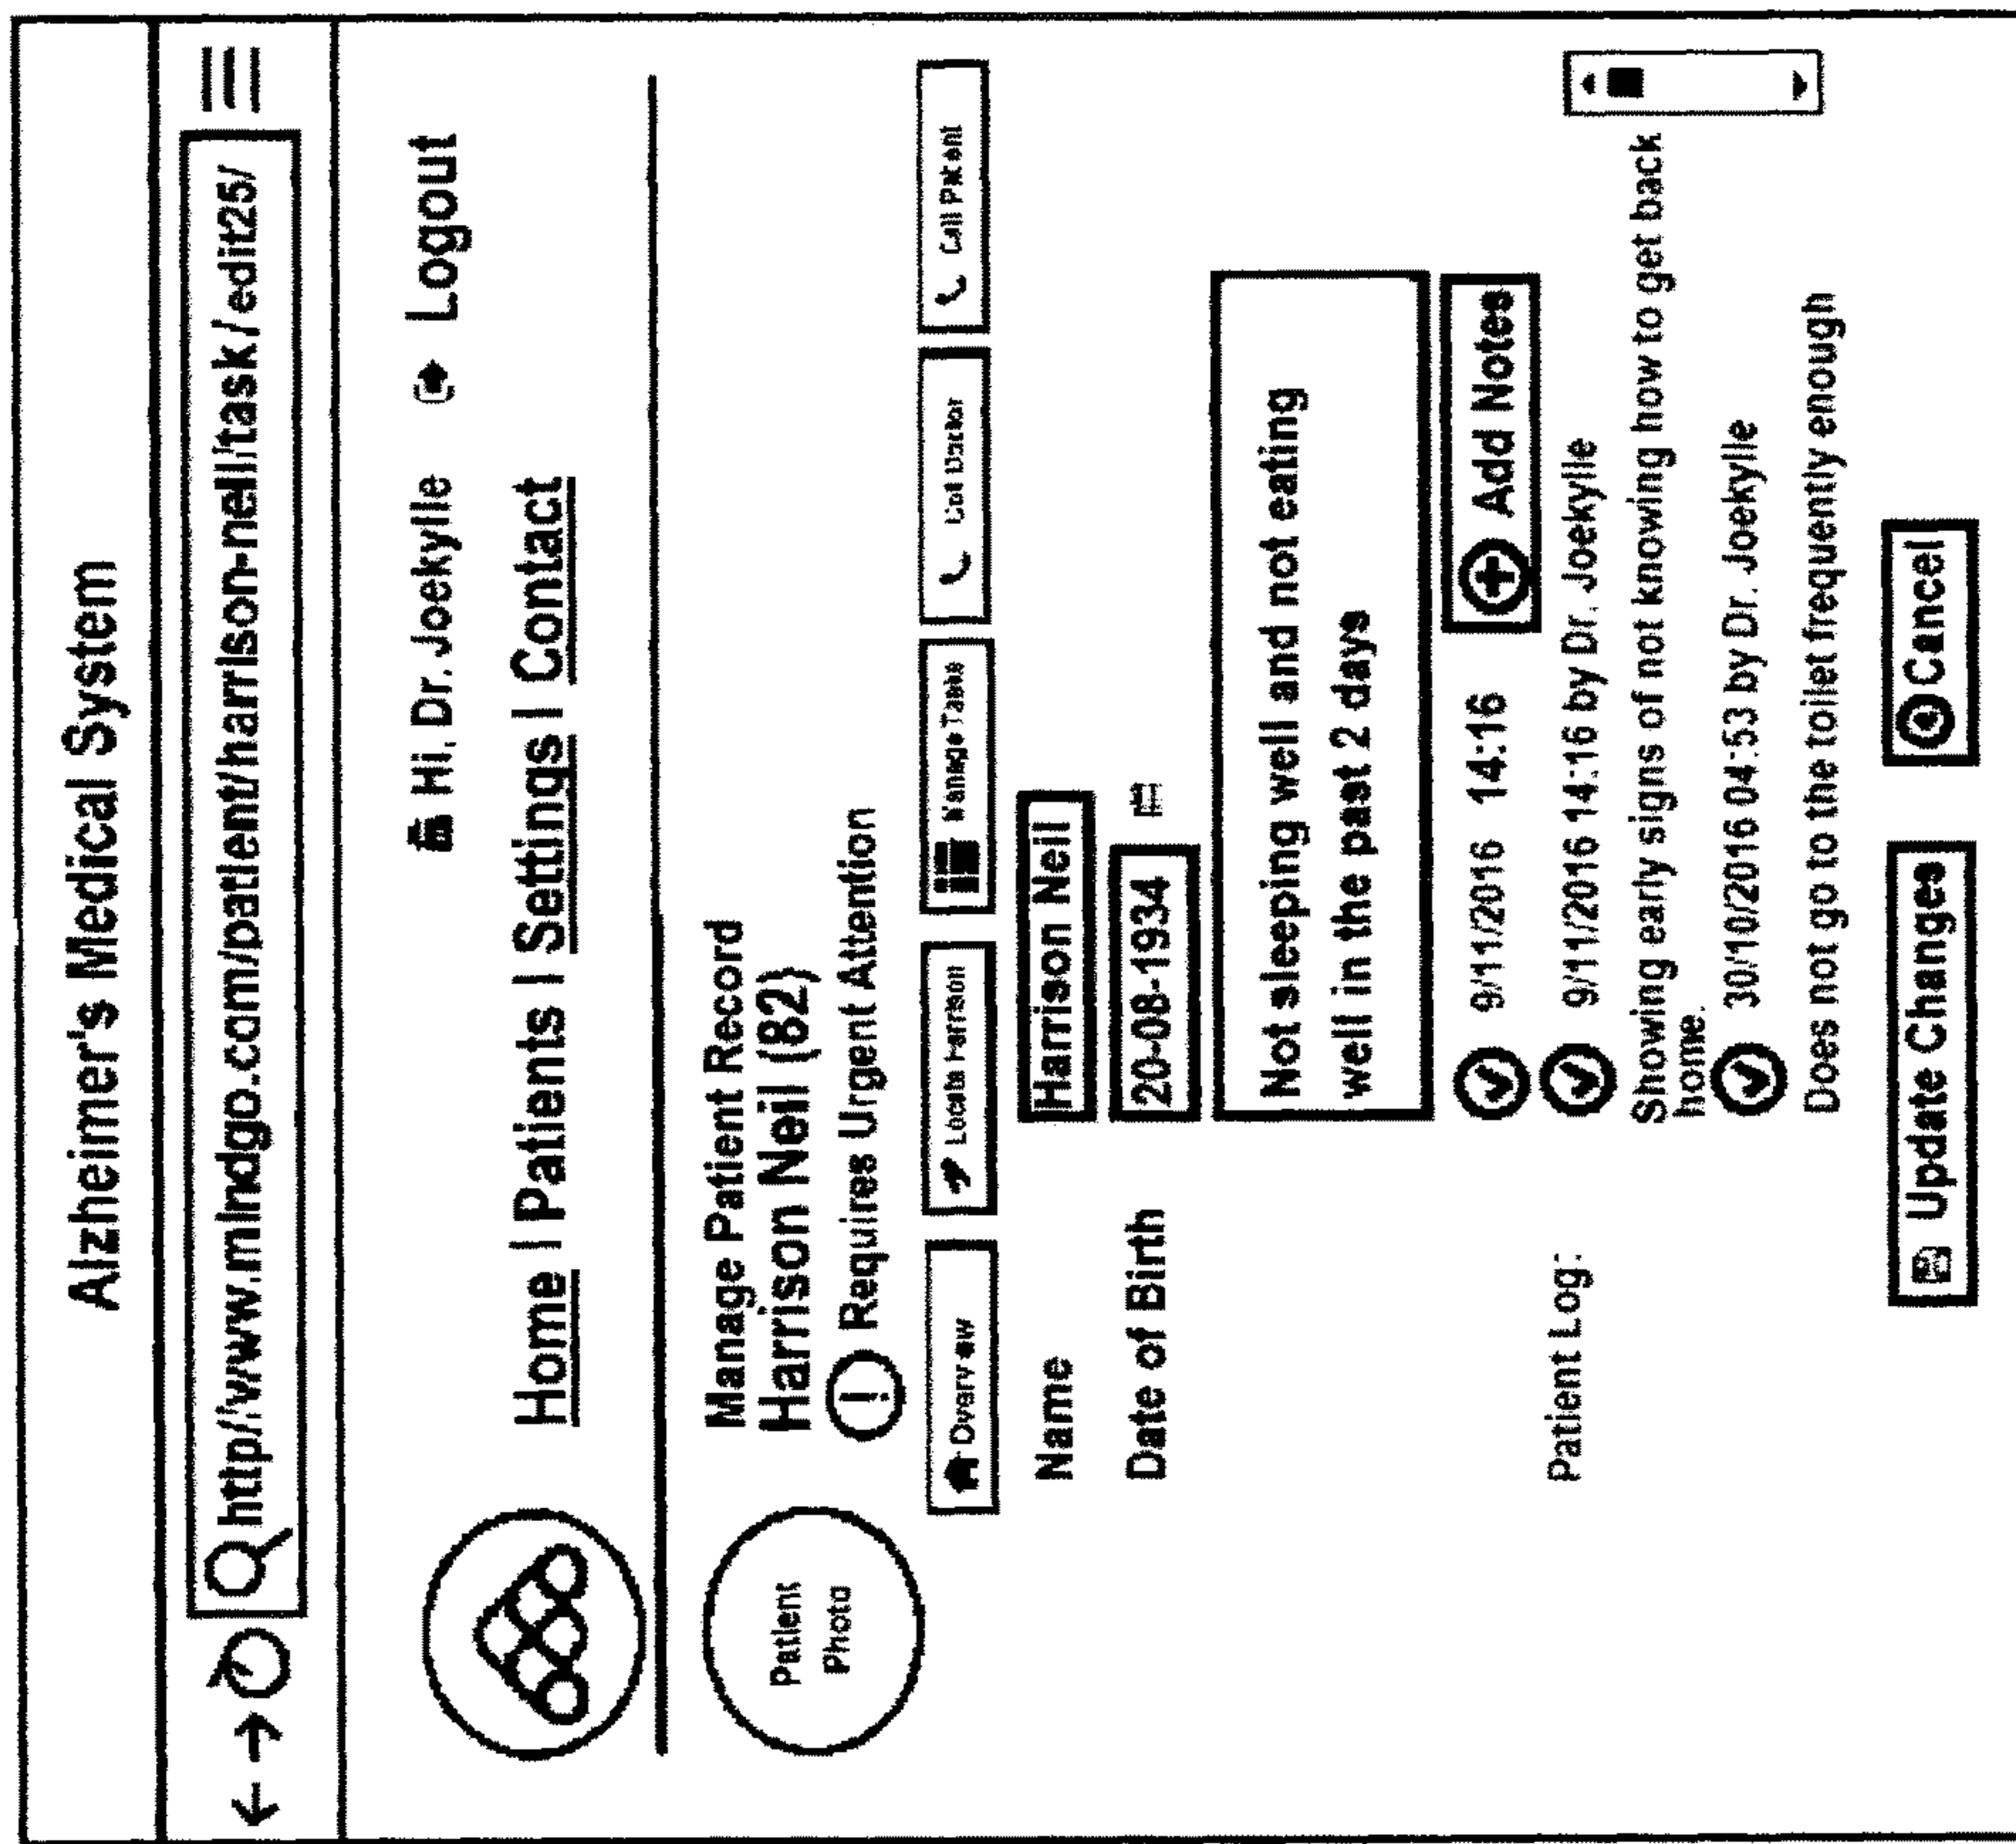 Alzheimer's Medical System
http//www.mindgo.com/patient/harrison-neil/task/edit25/
Hi, Dr. Joekylle Logout
Home | Patients | Settings | Contact
Patient
Photo
Manage Patient Record
Harrison Neil (82)
Requires Urgent Attention
Overview Locate Harrison Manage Tasks Call Doctor Call Patient
Name Harrison Neil
Date of Birth 20-08-1934
Not sleeping well and not eating
well in the past 2 days
9/11/2016 14:16 Add Notes
Patient Log:
9/11/2016 14:16 by Dr. Joekylle
Showing early signs of not knowing how to get back
home.
30/10/2016 04:53 by Dr. Joekylle
Does not go to the toilet frequently enough
Update Changes Cancel